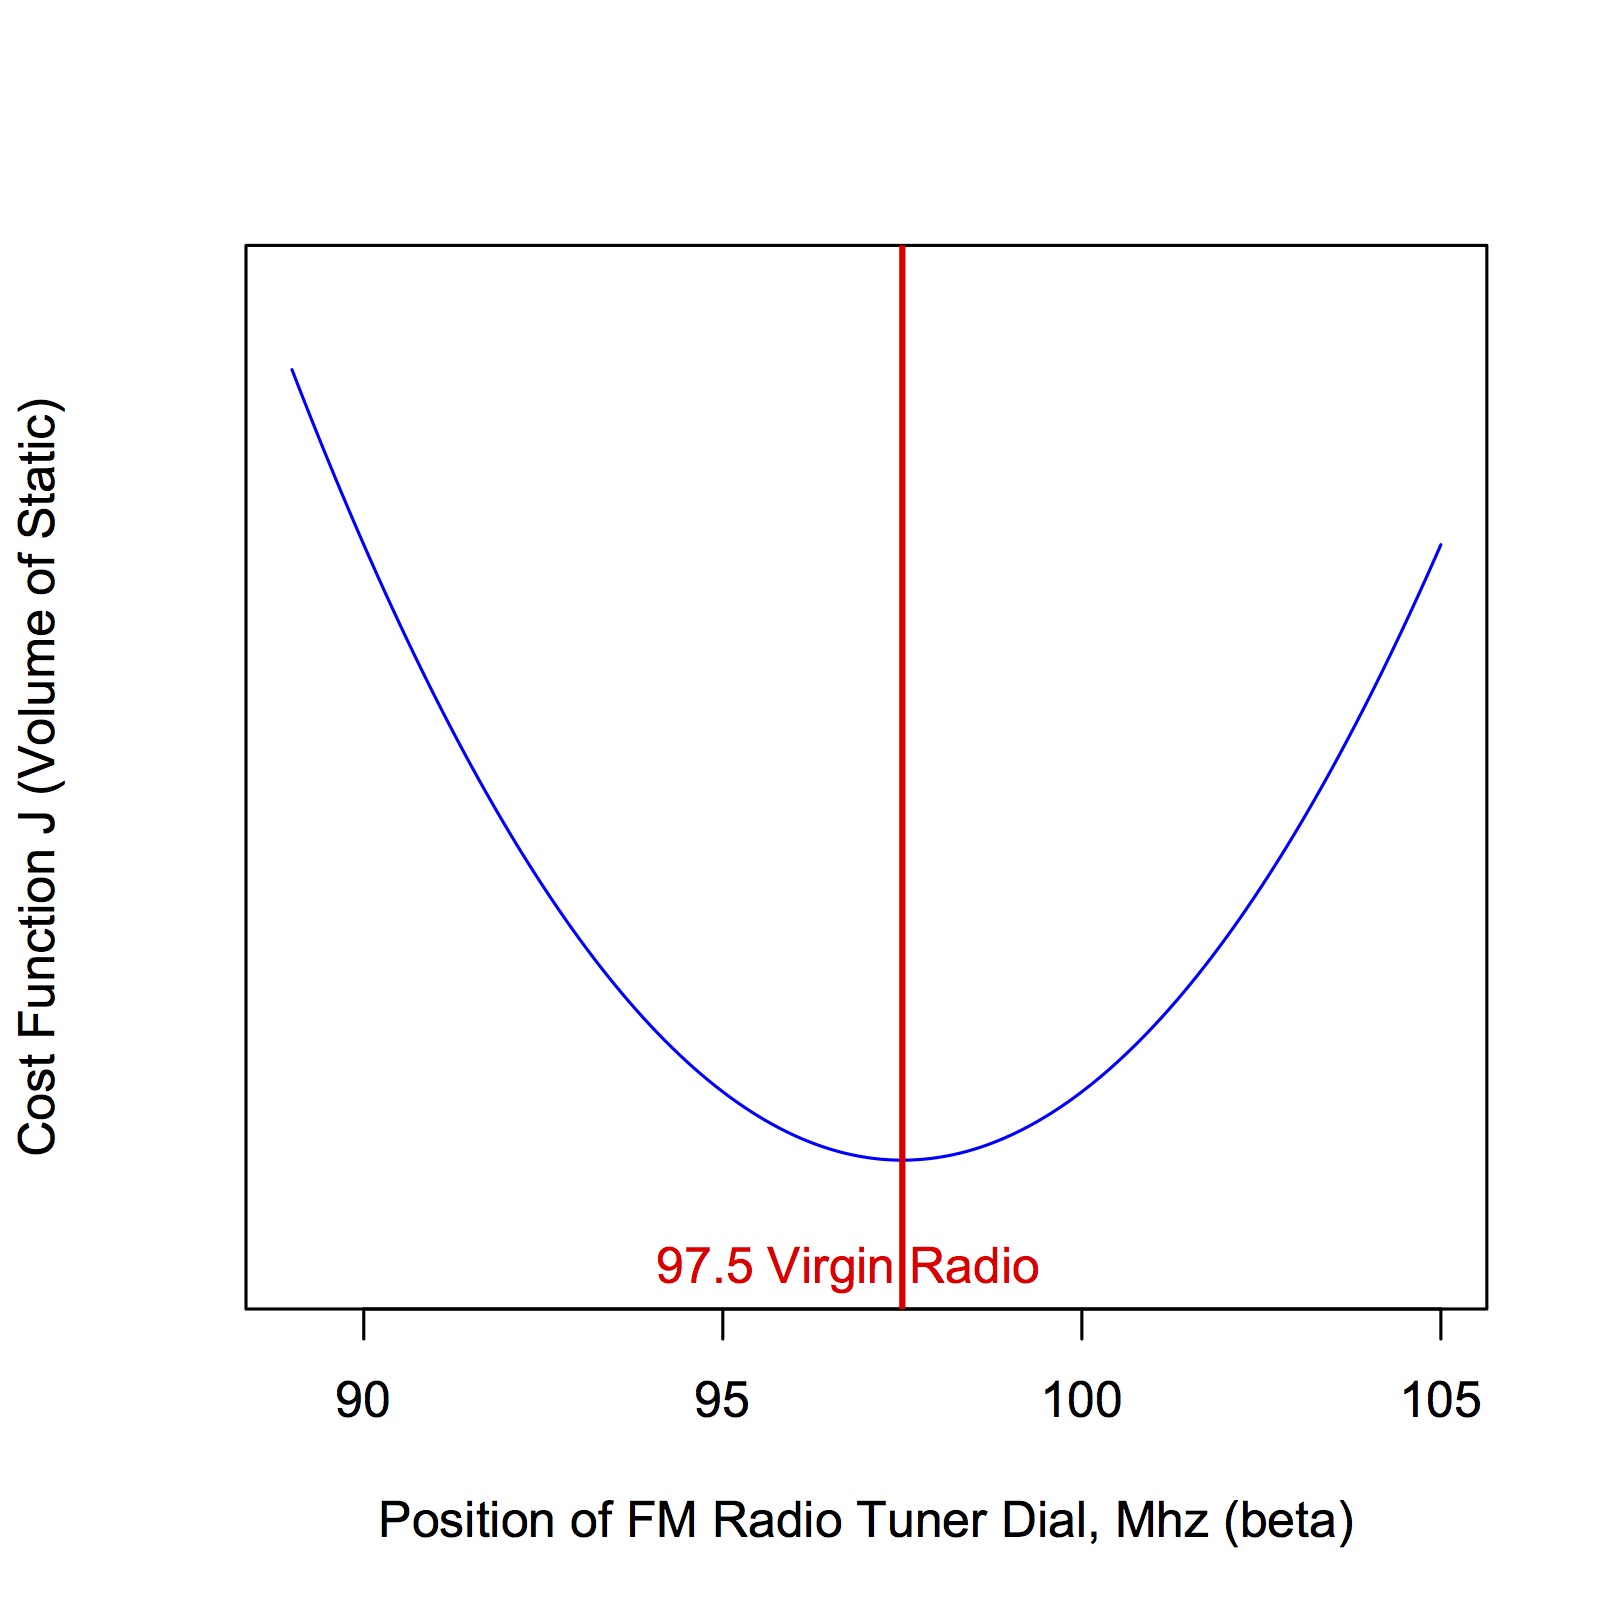 Cost Function J (Volume of Static)
97.5 Virgin Radio
90 95 100 105
Position of FM Radio Tuner Dial, Mhz (beta)